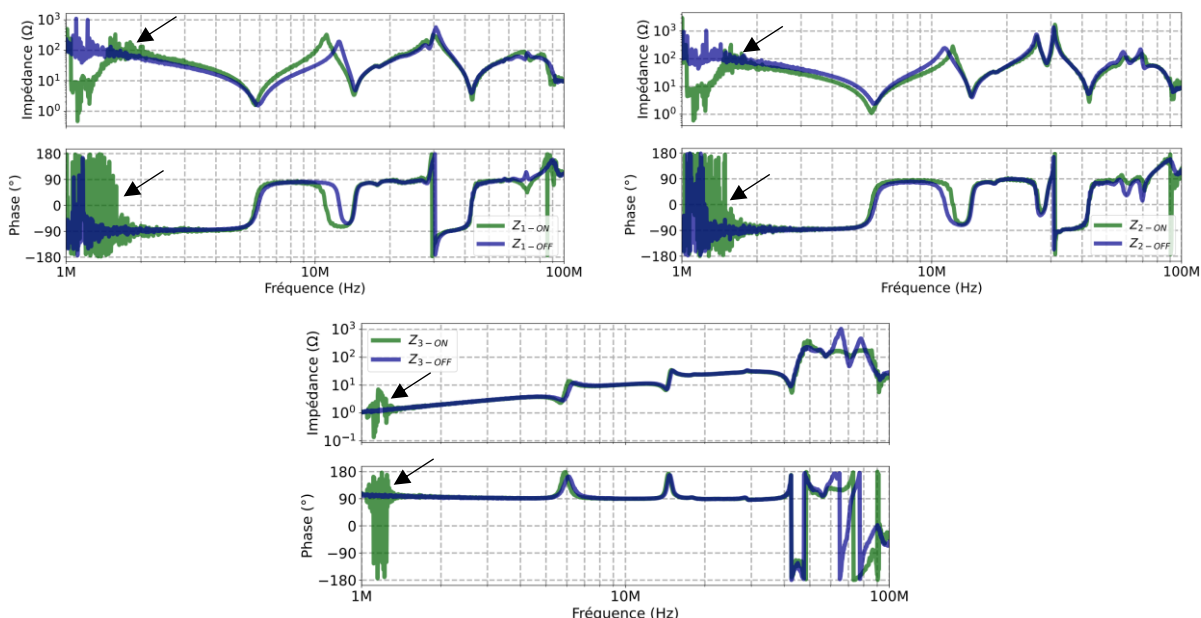 Impédance (Ω)
10³
10²
10¹
10⁰
Phase (°)
180
90
0
−90
−180
Z₁₋ON
Z₁₋OFF
1M
10M
100M
Fréquence (Hz)
Impédance (Ω)
10³
10²
10¹
10⁰
Phase (°)
180
90
0
−90
−180
Z₂₋ON
Z₂₋OFF
1M
10M
100M
Fréquence (Hz)
Impédance (Ω)
10³
10²
10¹
10⁰
10⁻¹
Z₃₋ON
Z₃₋OFF
Phase (°)
180
90
0
−90
−180
1M
10M
100M
Fréquence (Hz)